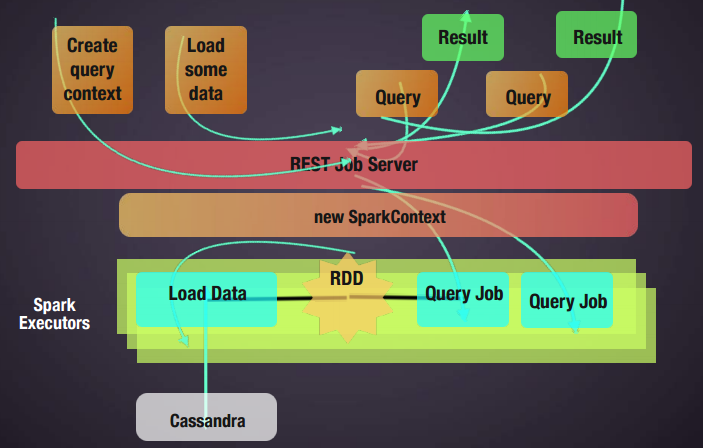 Create
query
context
Load
some
data
Result
Result
Query
Query
REST Job Server
new SparkContext
RDD
Load Data
Query Job
Query Job
Spark
Executors
Cassandra